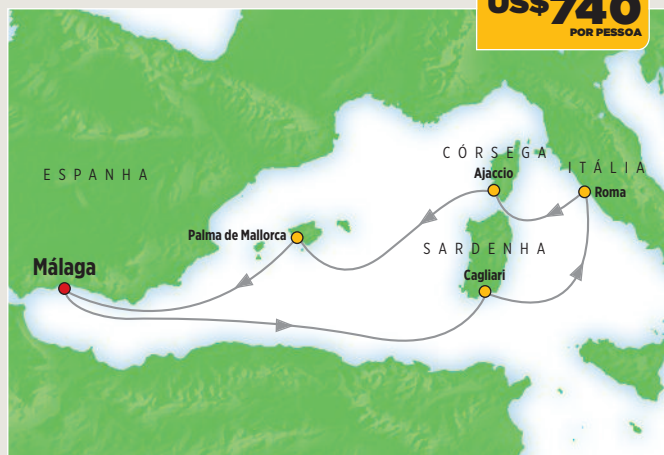 US$740
POR PESSOA
CÓRSEGA
ITÁLIA
Ajaccio
ESPANHA
Roma
Palma de Mallorca
SARDENHA
Málaga
Cagliari